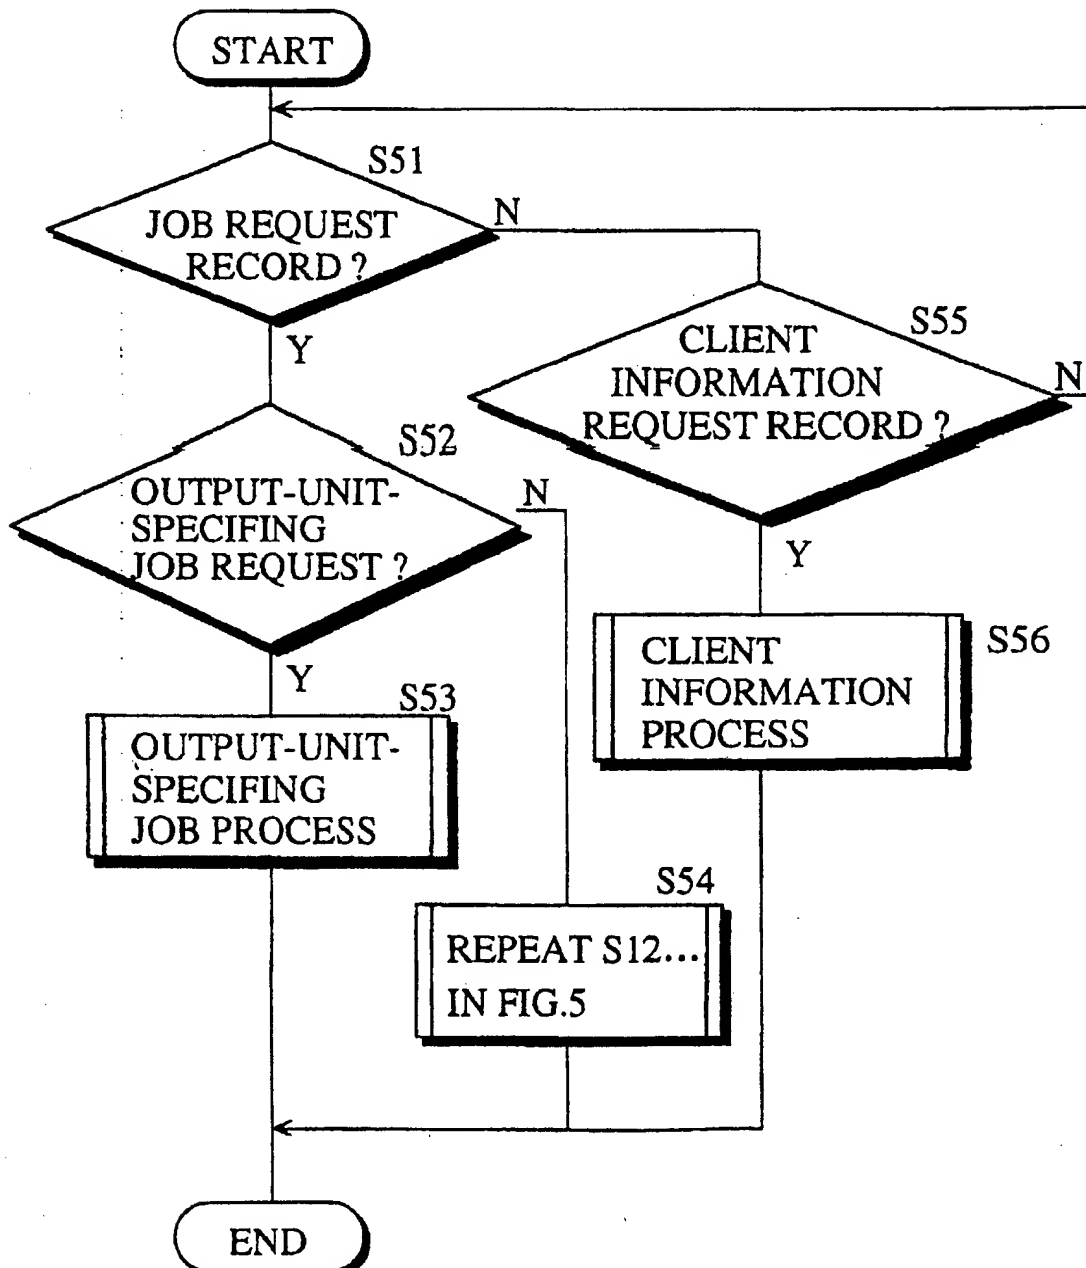 START
S51
JOB REQUEST
RECORD ?
N
Y
S55
CLIENT
INFORMATION
REQUEST RECORD ?
N
Y
S52
OUTPUT-UNIT-
SPECIFING
JOB REQUEST ?
N
Y
S53
OUTPUT-UNIT-
SPECIFING
JOB PROCESS
S56
CLIENT
INFORMATION
PROCESS
S54
REPEAT S12...
IN FIG.5
END